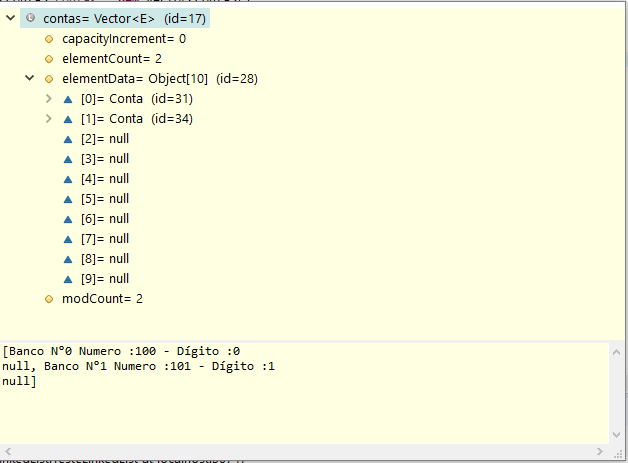 contas= Vector<E> (id=17)
capacityIncrement= 0
elementCount= 2
elementData= Object[10] (id=28)
[0]= Conta (id=31)
[1]= Conta (id=34)
[2]= null
[3]= null
[4]= null
[5]= null
[6]= null
[7]= null
[8]= null
[9]= null
modCount= 2
[Banco N°0 Numero :100 - Dígito :0
null, Banco N°1 Numero :101 - Dígito :1
null]